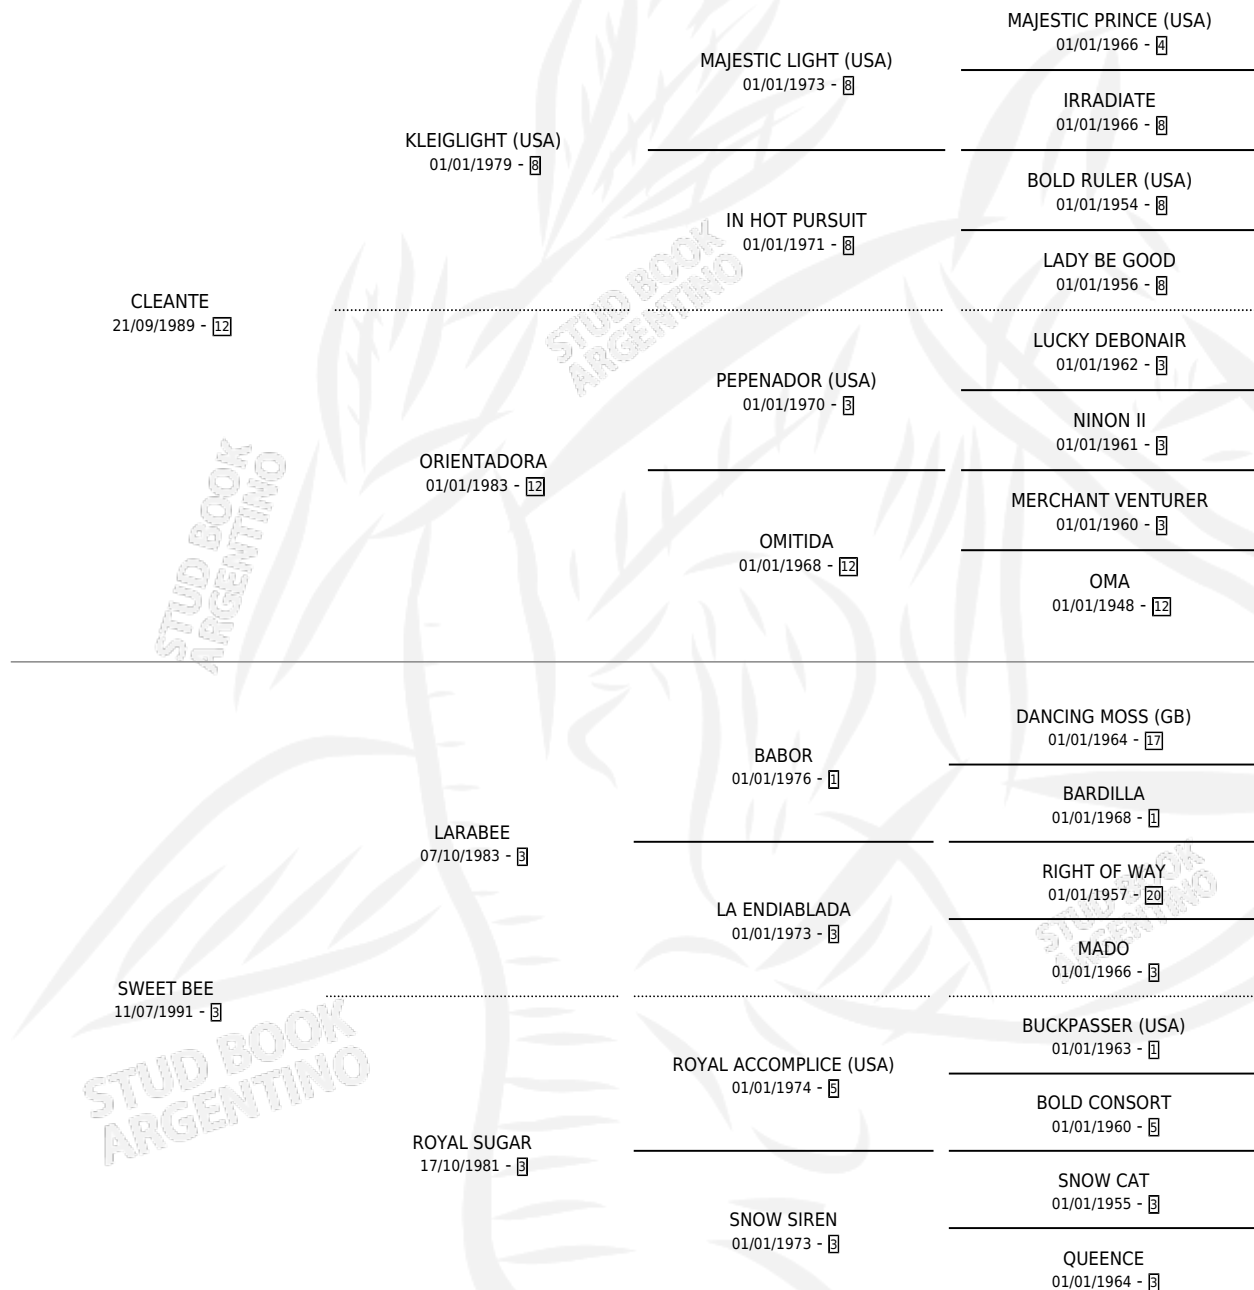 MAJESTIC PRINCE (USA)
01/01/1966 - 4
MAJESTIC LIGHT (USA)
01/01/1973 - 8
IRRADIATE
01/01/1966 - 8
KLEIGLIGHT (USA)
01/01/1979 - 8
BOLD RULER (USA)
01/01/1954 - 8
IN HOT PURSUIT
01/01/1971 - 8
LADY BE GOOD
01/01/1956 - 8
CLEANTE
21/09/1989 - 12
LUCKY DEBONAIR
01/01/1962 - 3
PEPENADOR (USA)
01/01/1970 - 3
NINON II
01/01/1961 - 3
ORIENTADORA
01/01/1983 - 12
MERCHANT VENTURER
01/01/1960 - 3
OMITIDA
01/01/1968 - 12
OMA
01/01/1948 - 12
STUD BOOK
ARGENTINO
STUD BOOK
ARGENTINO
DANCING MOSS (GB)
01/01/1964 - 17
BABOR
01/01/1976 - 1
BARDILLA
01/01/1968 - 1
LARABEE
07/10/1983 - 3
RIGHT OF WAY
01/01/1957 - 20
LA ENDIABLADA
01/01/1973 - 3
MADO
01/01/1966 - 3
STUD BOOK
ARGENTINO
SWEET BEE
11/07/1991 - 3
BUCKPASSER (USA)
01/01/1963 - 1
ROYAL ACCOMPLICE (USA)
01/01/1974 - 5
BOLD CONSORT
01/01/1960 - 5
ROYAL SUGAR
17/10/1981 - 3
SNOW CAT
01/01/1955 - 3
SNOW SIREN
01/01/1973 - 3
QUEENCE
01/01/1964 - 3
STUD BOOK
ARGENTINO